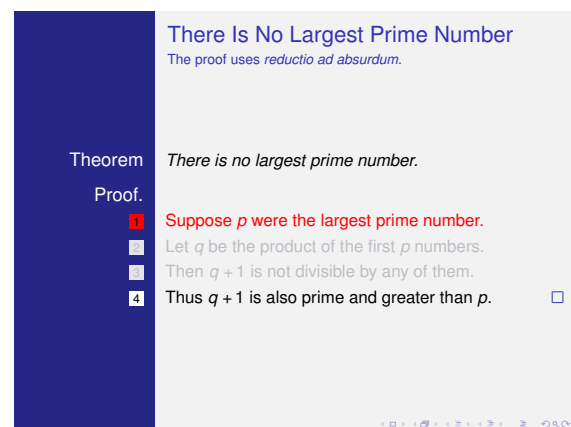 There Is No Largest Prime Number
The proof uses reductio ad absurdum.
Theorem There is no largest prime number.
Proof.
1 Suppose p were the largest prime number.
2 Let q be the product of the first p numbers.
3 Then q + 1 is not divisible by any of them.
4 Thus q + 1 is also prime and greater than p. □